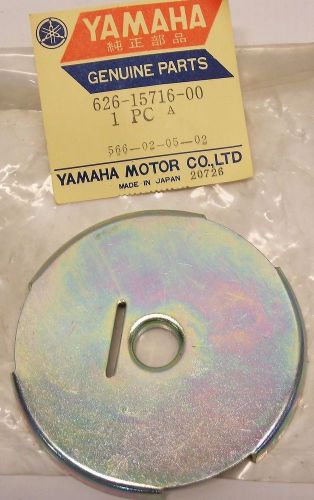 YAMAHA
純正部品
GENUINE PARTS
626-15716-00
1 PC A
566-02-05-02
YAMAHA MOTOR CO., LTD
MADE IN JAPAN 20726